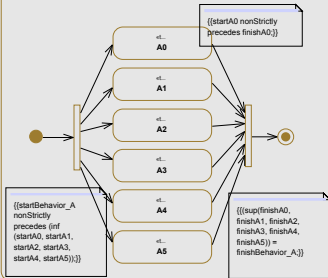 {{startA0 nonStrictly
precedes finishA0;}}
«t...
A0
«t...
A1
«t...
A2
«t...
A3
«t...
A4
«t...
A5
{{startBehavior_A
nonStrictly
precedes (inf
(startA0, startA1,
startA2, startA3,
startA4, startA5));}}
{{(sup(finishA0,
finishA1, finishA2,
finishA3, finishA4,
finishA5)) =
finishBehavior_A;}}